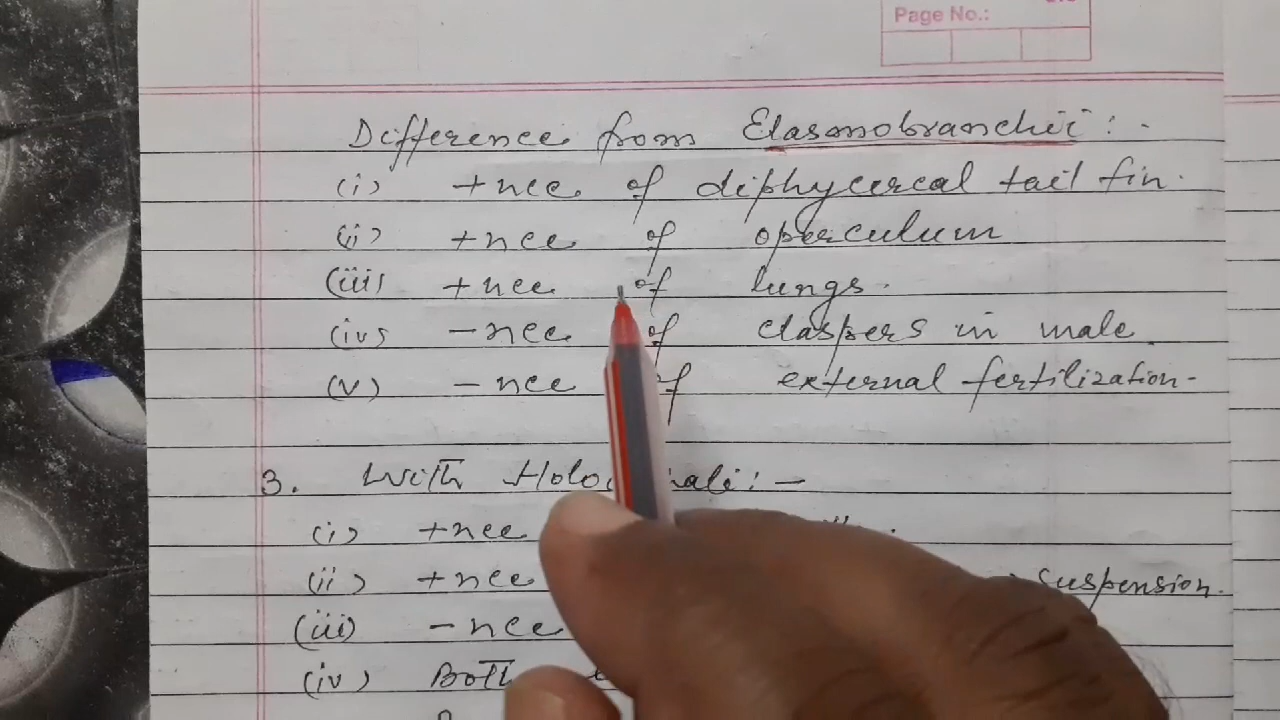 Page No.:
Difference from Elasmobranchii : -
(i) +nce of diphycercal tail fin.
(ii) +nce of operculum
(iii) +nce of lungs.
(iv) -nce of claspers in male.
(v) -nce of external fertilization-
3. With : -
(i) +nce
(ii) +nce suspension.
(iii) -nce
(iv) Both